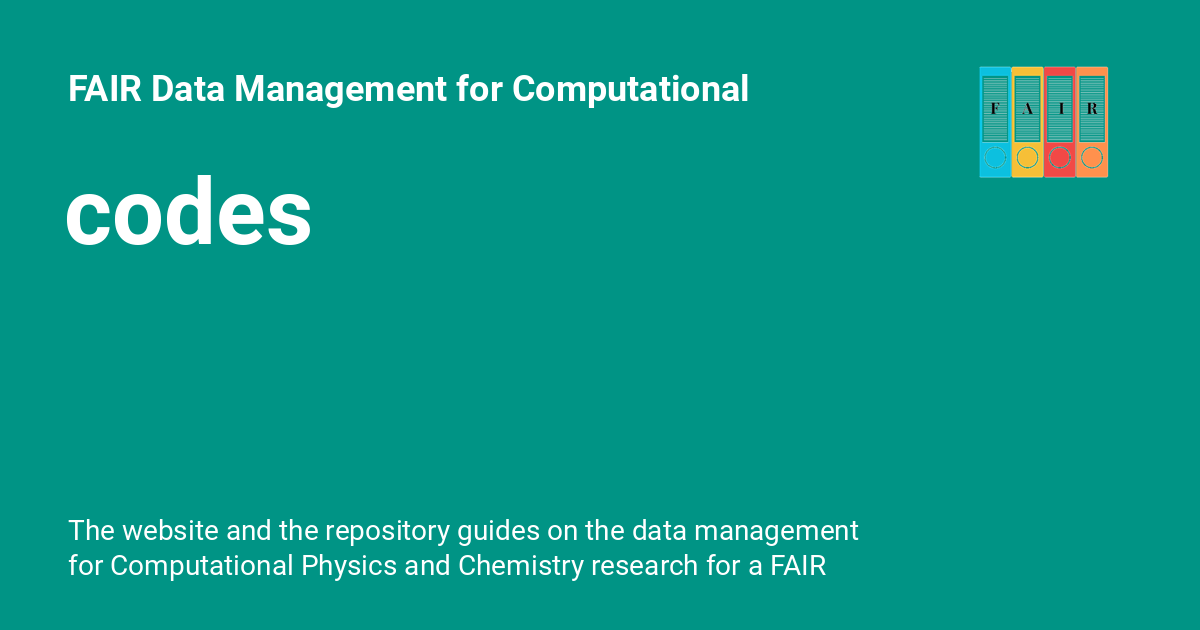 FAIR Data Management for Computational
F A I R
codes
The website and the repository guides on the data management
for Computational Physics and Chemistry research for a FAIR